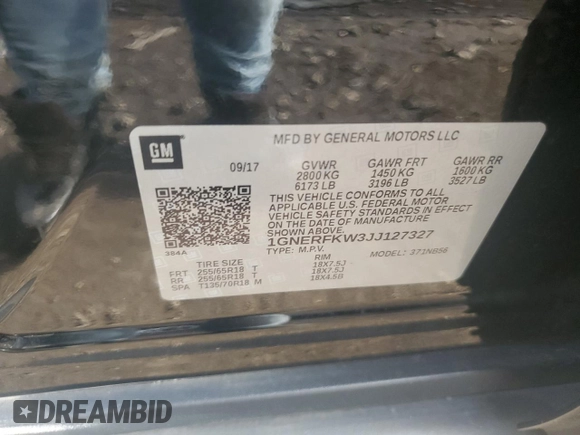 GM
MFD BY GENERAL MOTORS LLC
09/17
GVWR GAWR FRT GAWR RR
2800 KG 1450 KG 1600 KG
6173 LB 3196 LB 3527 LB
THIS VEHICLE CONFORMS TO ALL
APPLICABLE U.S. FEDERAL MOTOR
VEHICLE SAFETY STANDARDS IN EFFECT
ON THE DATE OF MANUFACTURE
SHOWN ABOVE.
1GNERFKW3JJ127327
384A
TYPE: M.P.V. MODEL:
TIRE SIZE RIM
FRT 255/65R18 T 18X7.5J
RR 255/65R18 T 18X7.5J
SPA T135/70R18 M 18X4.5B
DREAMBID